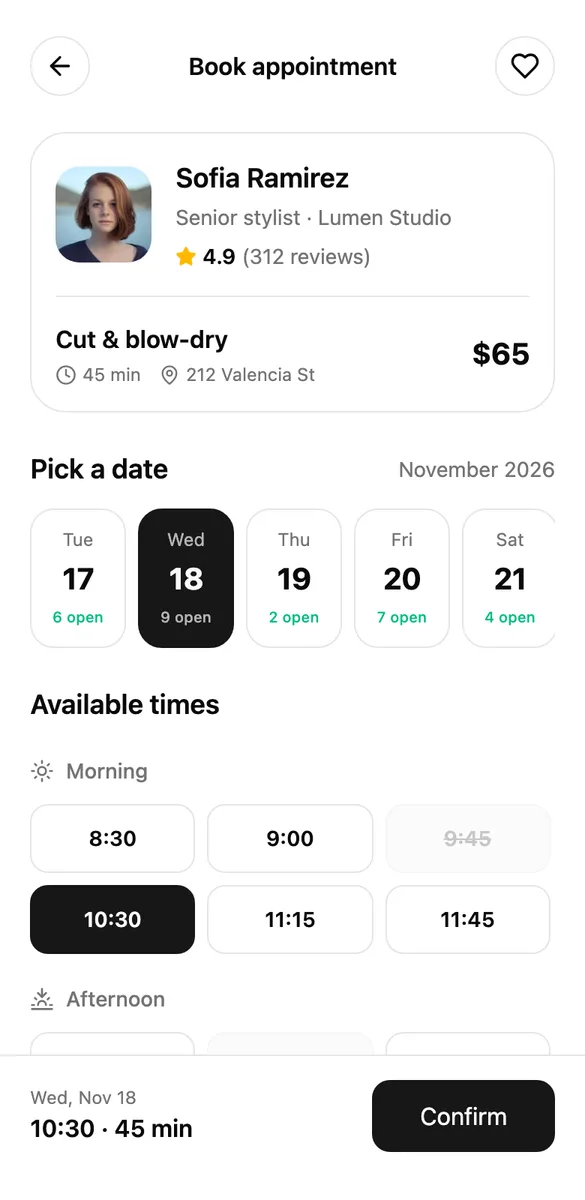 Book appointment
Sofia Ramirez
Senior stylist · Lumen Studio
4.9 (312 reviews)
Cut & blow-dry
$65
45 min 212 Valencia St
Pick a date
November 2026
Tue Wed Thu Fri Sat
17 18 19 20 21
6 open 9 open 2 open 7 open 4 open
Available times
Morning
8:30 9:00 9:45
10:30 11:15 11:45
Afternoon
Wed, Nov 18
10:30 · 45 min
Confirm